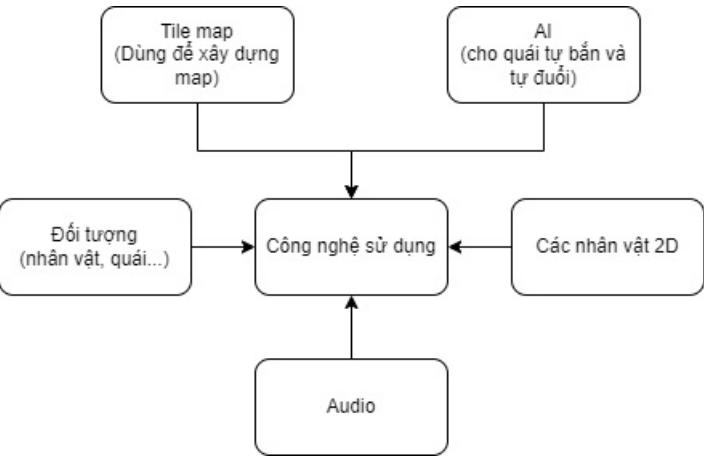 Tile map
(Dùng để xây dựng
map)
AI
(cho quái tự bắn và
tự đuổi)
Đối tượng
(nhân vật, quái...)
Công nghệ sử dụng
Các nhân vật 2D
Audio